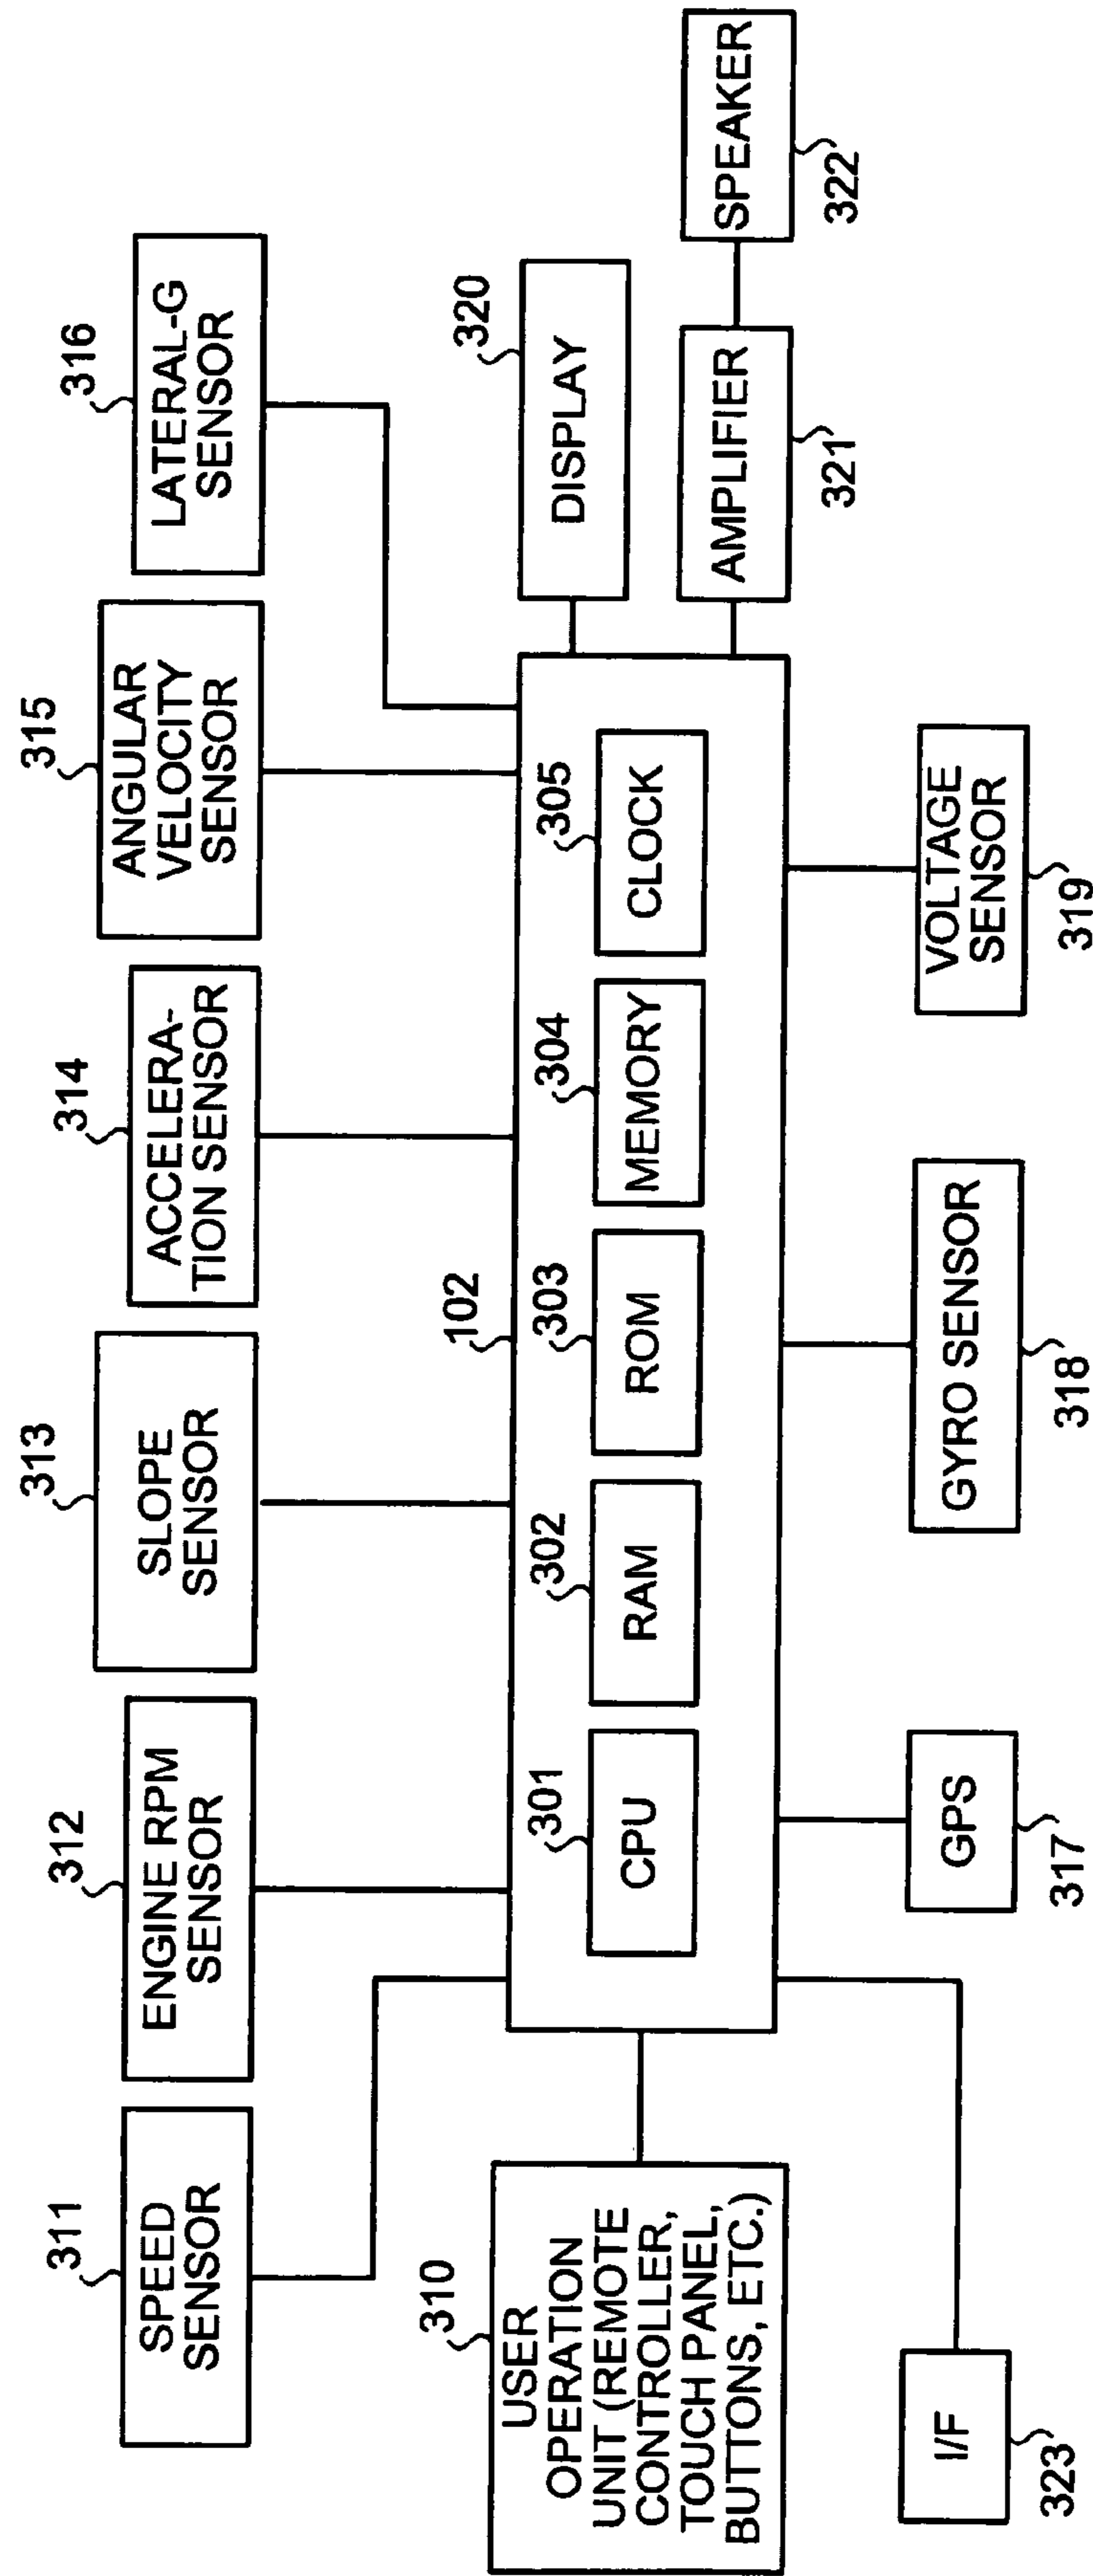 311
SPEED
SENSOR
312
ENGINE RPM
SENSOR
313
SLOPE
SENSOR
314
ACCELERA-
TION SENSOR
315
ANGULAR
VELOCITY
SENSOR
316
LATERAL-G
SENSOR
310
USER
OPERATION
UNIT (REMOTE
CONTROLLER,
TOUCH PANEL,
BUTTONS, ETC.)
102
301
CPU
302
RAM
303
ROM
304
MEMORY
305
CLOCK
320
DISPLAY
AMPLIFIER
321
SPEAKER
322
I/F
323
GPS
317
GYRO SENSOR
318
VOLTAGE
SENSOR
319